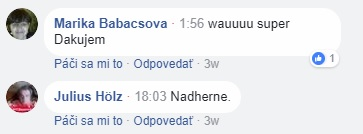 Marika Babacsova · 1:56 wauuuu super
Dakujem
1
Páči sa mi to · Odpovedať · 3w
Julius Hölz · 18:03 Nadherne.
Páči sa mi to · Odpovedať · 3w